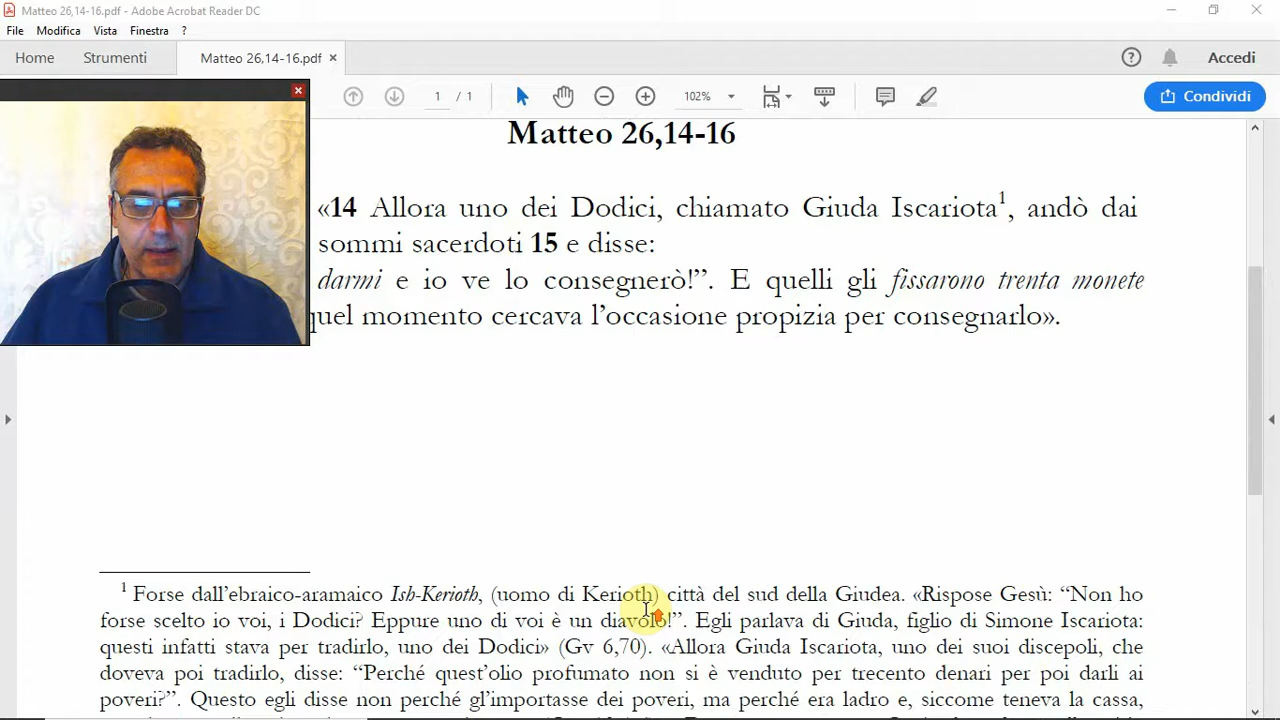 Matteo 26,14-16.pdf - Adobe Acrobat Reader DC
File Modifica Vista Finestra ?
Home Strumenti Matteo 26,14-16.pdf × Accedi
1 / 1 102% Condividi
Matteo 26,14-16
«14 Allora uno dei Dodici, chiamato Giuda Iscariota1, andò dai
sommi sacerdoti 15 e disse:
darmi e io ve lo consegnerò!”. E quelli gli fissarono trenta monete
quel momento cercava l’occasione propizia per consegnarlo».
1 Forse dall’ebraico-aramaico Ish-Kerioth, (uomo di Kerioth) città del sud della Giudea. «Rispose Gesù: “Non ho
forse scelto io voi, i Dodici? Eppure uno di voi è un diavolo!”. Egli parlava di Giuda, figlio di Simone Iscariota:
questi infatti stava per tradirlo, uno dei Dodici» (Gv 6,70). «Allora Giuda Iscariota, uno dei suoi discepoli, che
doveva poi tradirlo, disse: “Perché quest’olio profumato non si è venduto per trecento denari per poi darli ai
poveri?”. Questo egli disse non perché gl’importasse dei poveri, ma perché era ladro e, siccome teneva la cassa,